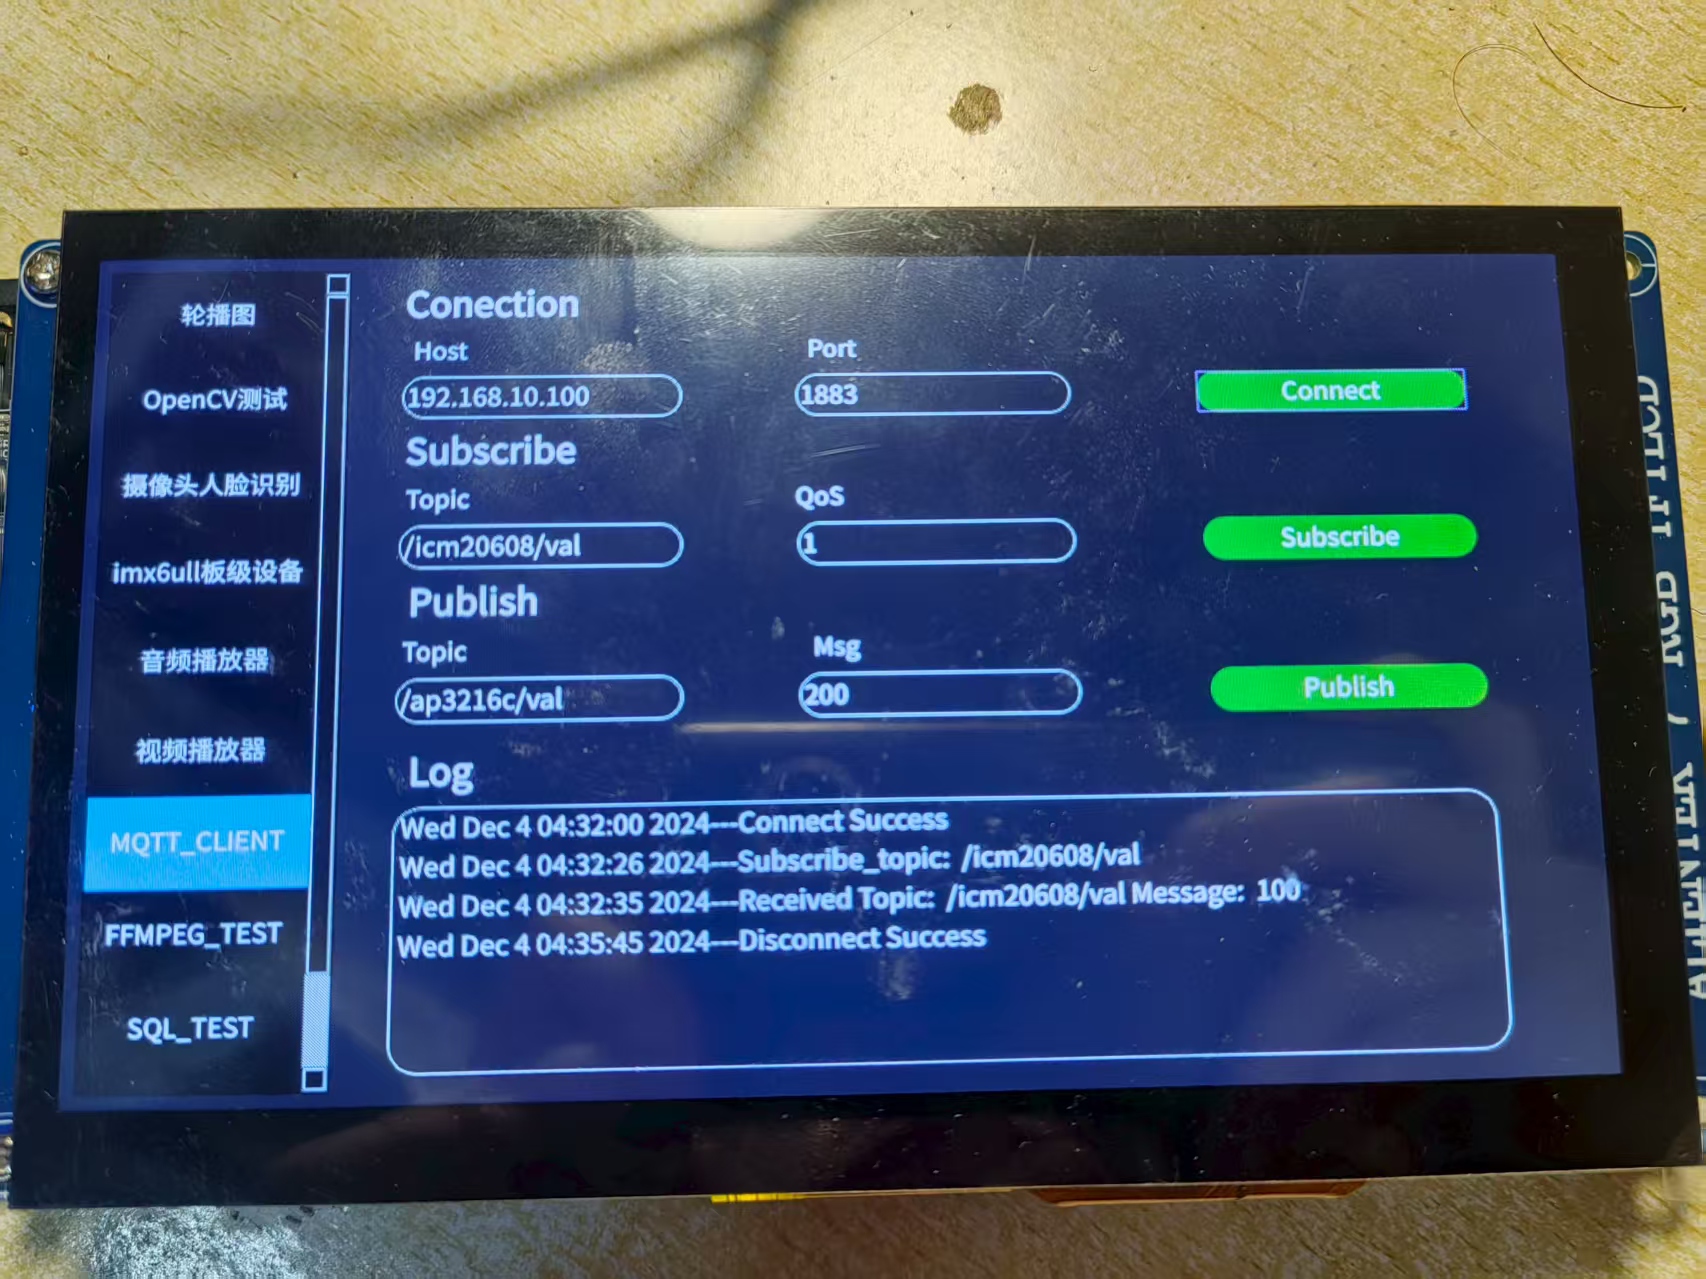 轮播图
OpenCV测试
摄像头人脸识别
imx6ull板级设备
音频播放器
视频播放器
MQTT_CLIENT
FFMPEG_TEST
SQL_TEST
Conection
Host Port
192.168.10.100 1883 Connect
Subscribe
Topic QoS
/icm20608/val 1 Subscribe
Publish
Topic Msg
/ap3216c/val 200 Publish
Log
Wed Dec 4 04:32:00 2024---Connect Success
Wed Dec 4 04:32:26 2024---Subscribe_topic: /icm20608/val
Wed Dec 4 04:32:35 2024---Received Topic: /icm20608/val Message: 100
Wed Dec 4 04:35:45 2024---Disconnect Success
ALIENTEK 7 RGB TFTLCD